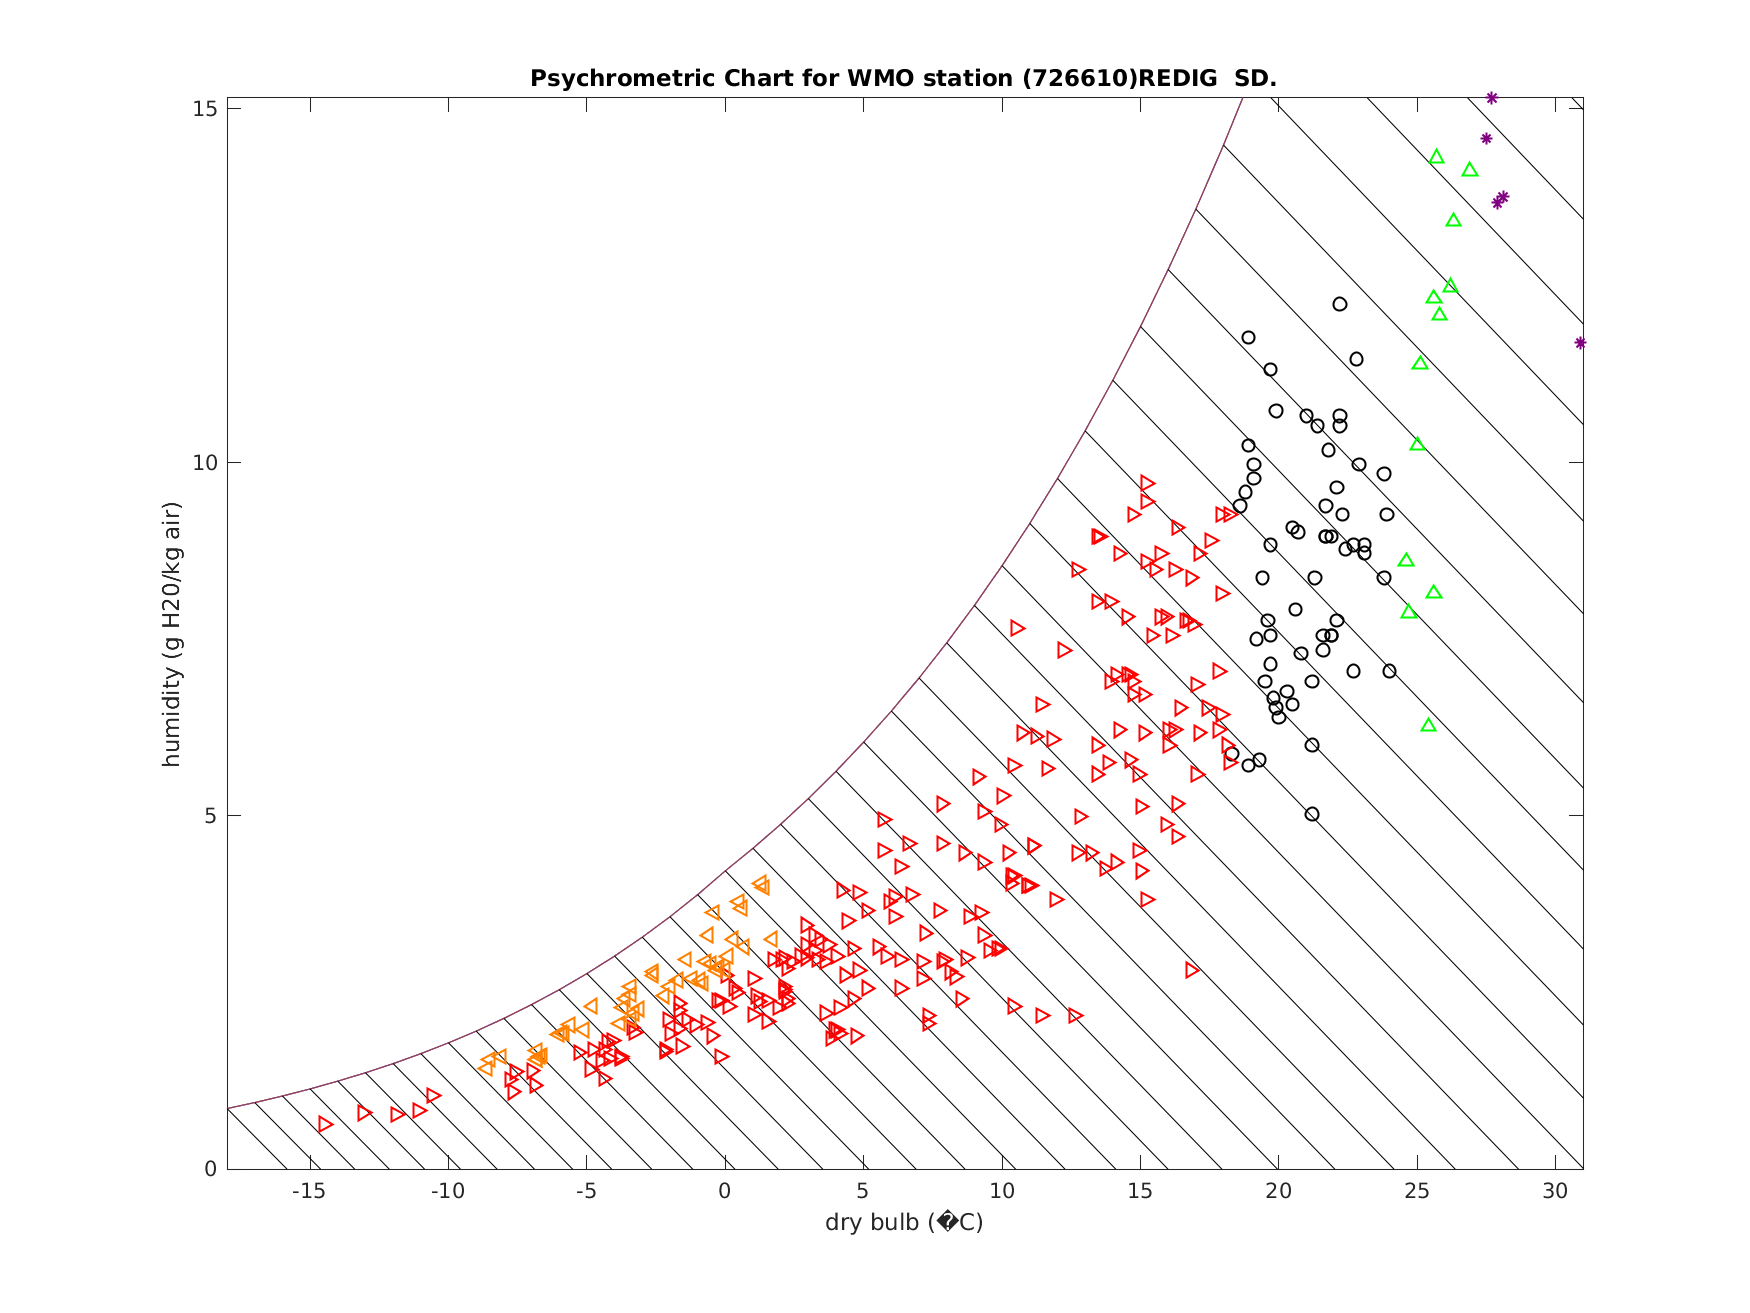 Psychrometric Chart for WMO station (726610)REDIG  SD.
15
10
5
0
humidity (g H20/kg air)
-15 -10 -5 0 5 10 15 20 25 30
dry bulb (�C)